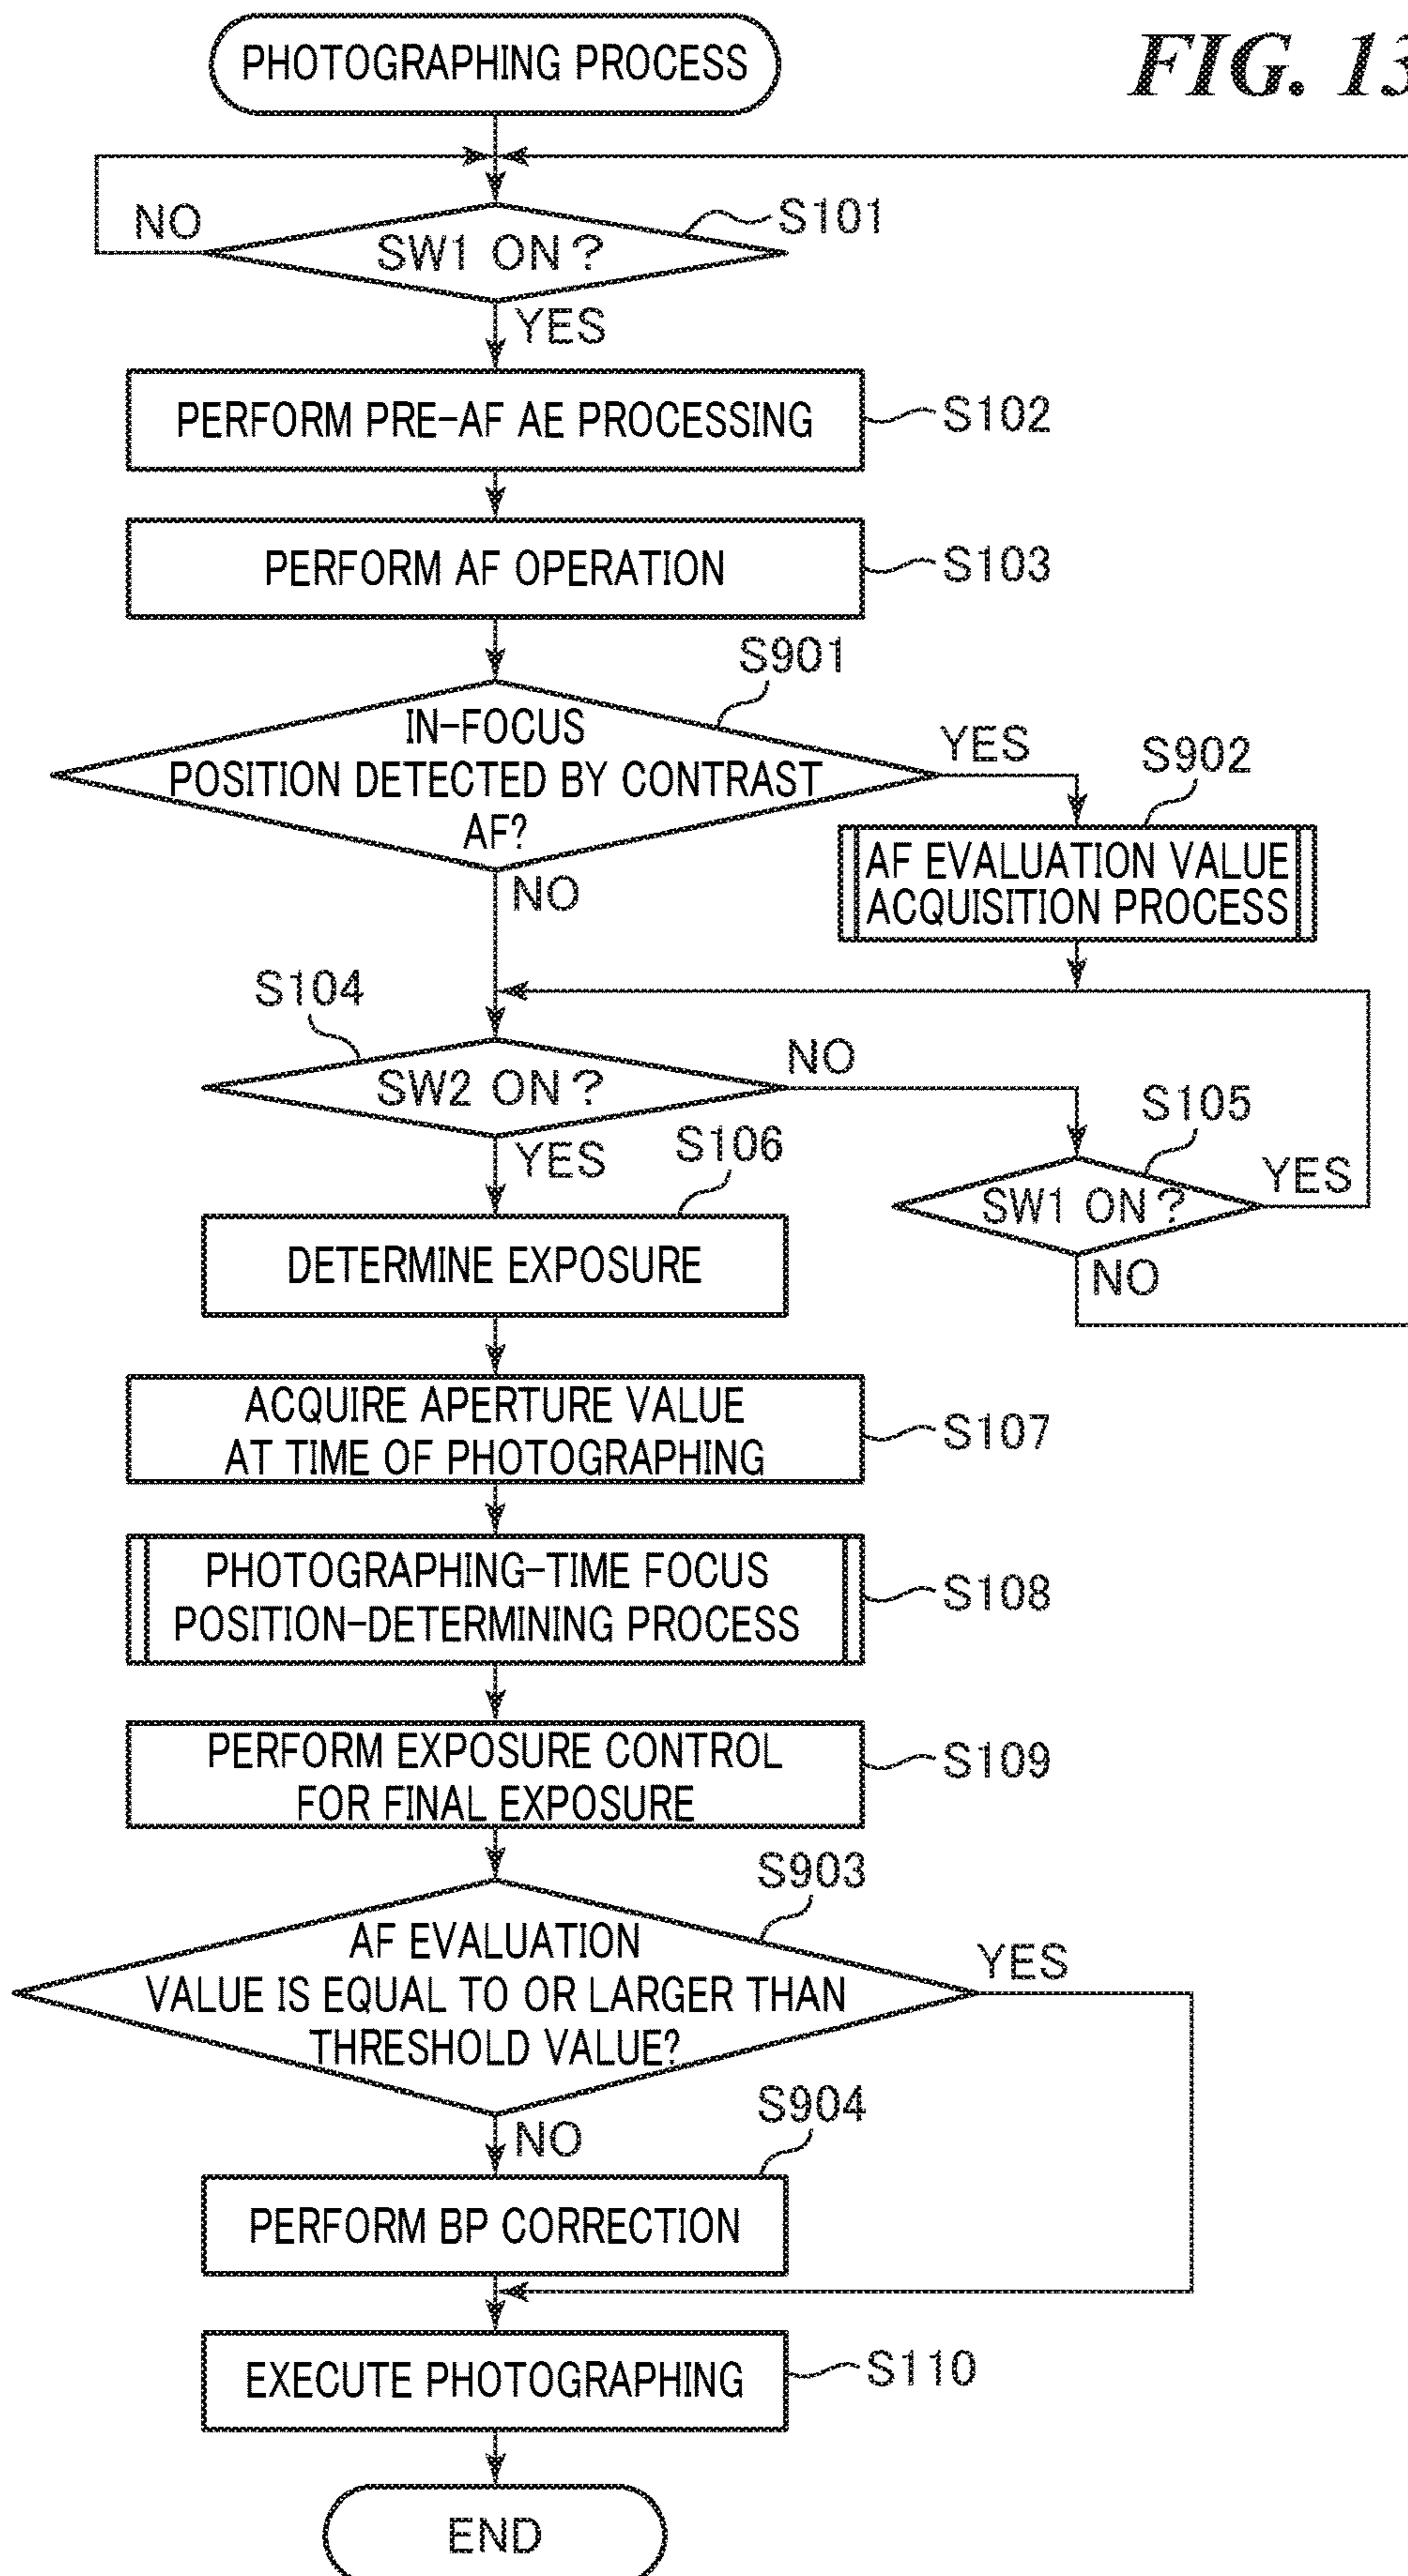 PHOTOGRAPHING PROCESS
FIG. 13
NO
SW1 ON?
S101
YES
PERFORM PRE-AF AE PROCESSING
S102
PERFORM AF OPERATION
S103
S901
IN-FOCUS
POSITION DETECTED BY CONTRAST
AF?
YES
S902
AF EVALUATION VALUE
ACQUISITION PROCESS
NO
S104
SW2 ON?
NO
S105
SW1 ON?
YES
NO
YES
S106
DETERMINE EXPOSURE
ACQUIRE APERTURE VALUE
AT TIME OF PHOTOGRAPHING
S107
PHOTOGRAPHING-TIME FOCUS
POSITION-DETERMINING PROCESS
S108
PERFORM EXPOSURE CONTROL
FOR FINAL EXPOSURE
S109
S903
AF EVALUATION
VALUE IS EQUAL TO OR LARGER THAN
THRESHOLD VALUE?
YES
NO
S904
PERFORM BP CORRECTION
EXECUTE PHOTOGRAPHING
S110
END